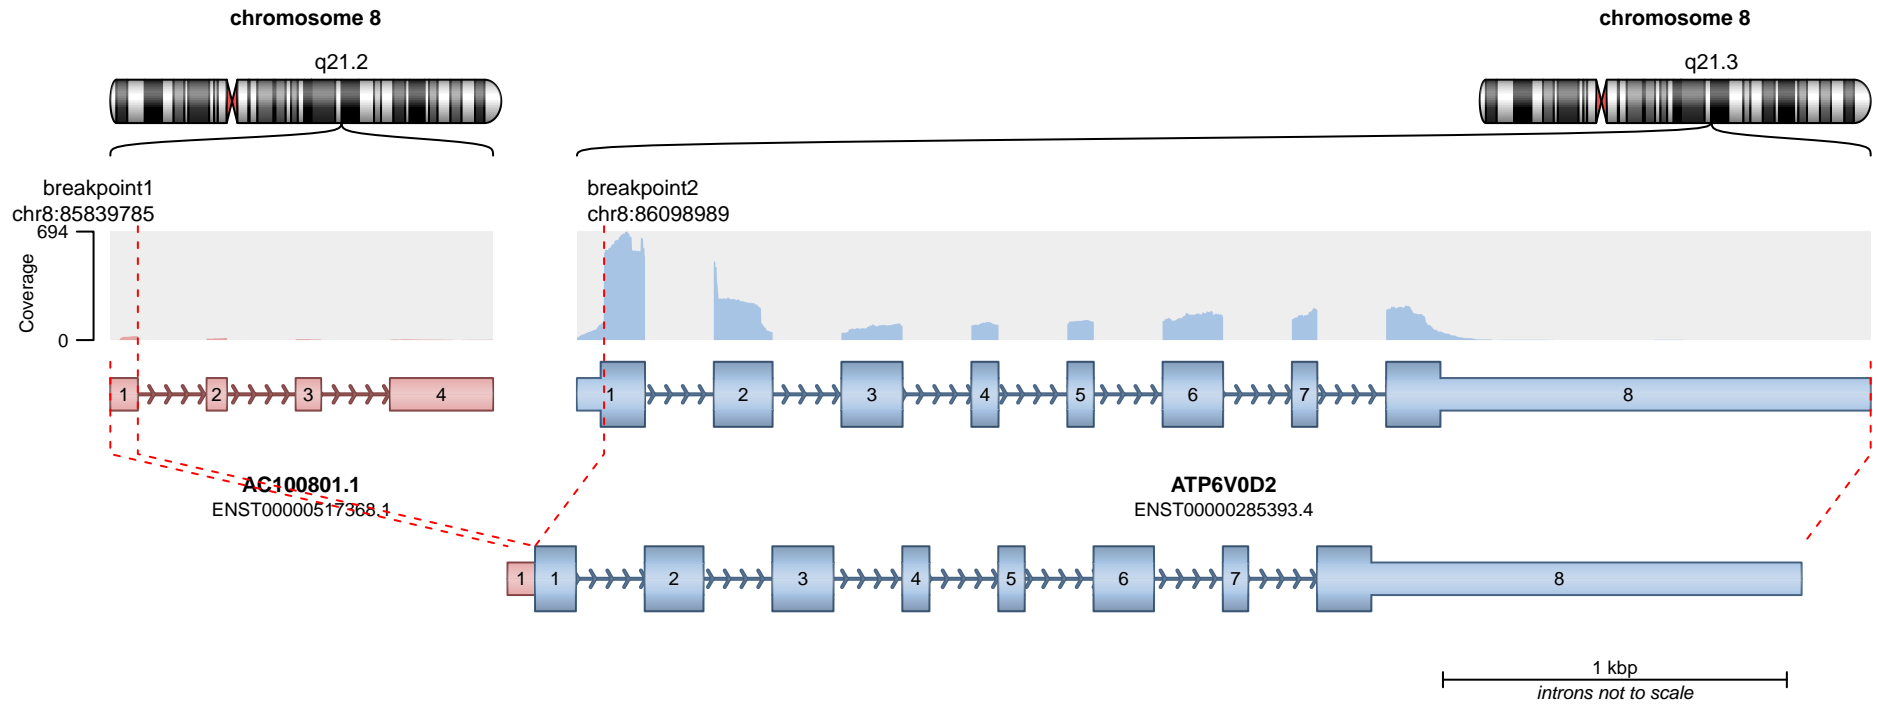 chromosome 8
chromosome 8
q21.2
q21.3
breakpoint1
chr8:85839785
breakpoint2
chr8:86098989
694
Coverage
0
1 2 3 4
1 2 3 4 5 6 7 8
AC100801.1
ENST00000517368.1
ATP6V0D2
ENST00000285393.4
1 1 2 3 4 5 6 7 8
1 kbp
introns not to scale